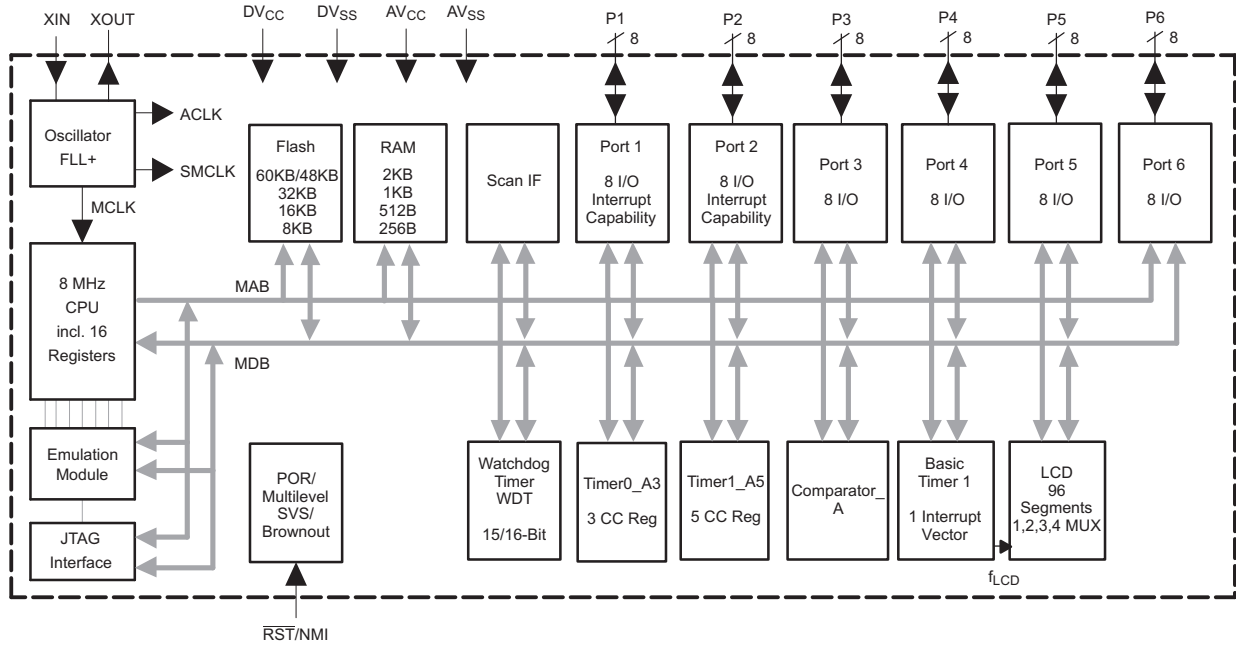 XIN XOUT DVCC DVSS AVCC AVSS P1 P2 P3 P4 P5 P6
8 8 8 8 8 8
Oscillator
FLL+
ACLK
SMCLK
MCLK
Flash
60KB/48KB
32KB
16KB
8KB
RAM
2KB
1KB
512B
256B
Scan IF
Port 1
8 I/O
Interrupt
Capability
Port 2
8 I/O
Interrupt
Capability
Port 3
8 I/O
Port 4
8 I/O
Port 5
8 I/O
Port 6
8 I/O
8 MHz
CPU
incl. 16
Registers
MAB
MDB
Emulation
Module
JTAG
Interface
POR/
Multilevel
SVS/
Brownout
Watchdog
Timer
WDT
15/16-Bit
Timer0_A3
3 CC Reg
Timer1_A5
5 CC Reg
Comparator_
A
Basic
Timer 1
1 Interrupt
Vector
LCD
96
Segments
1,2,3,4 MUX
fLCD
RST/NMI